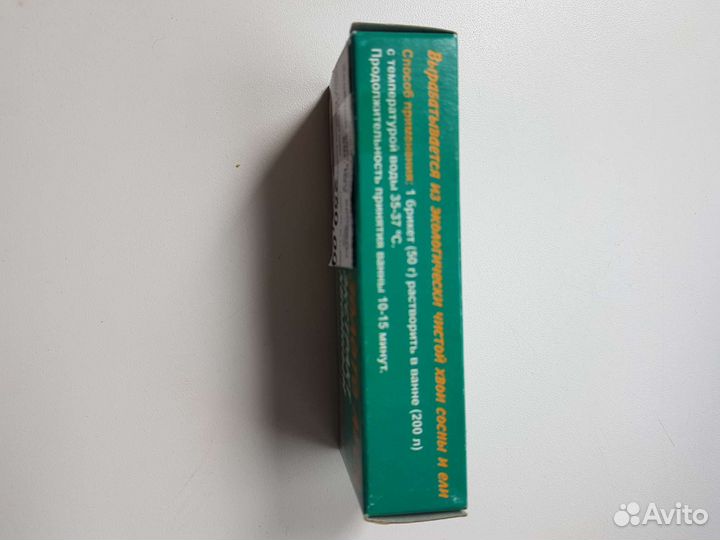 Вырабатывается из экологически чистой хвои сосны и ели
Способ применания: 1 брикет (50 г) растворить в ванне (200 л)
с температурой воды 35-37 °С.
Продолжительность принятия ванны 10-15 минут.
Avito